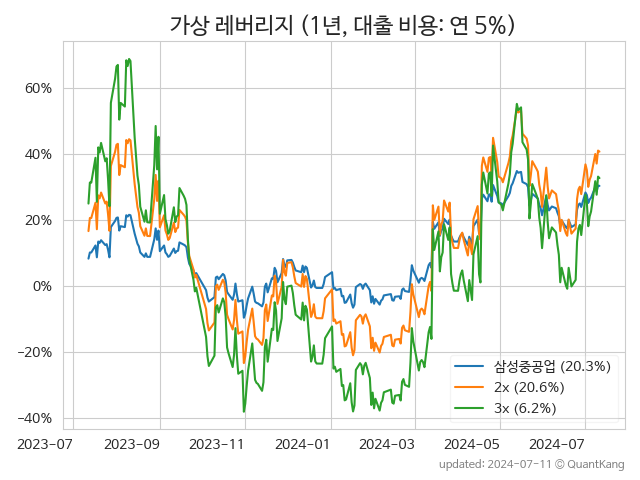 가상 레버리지 (1년, 대출 비용: 연 5%)
60%
40%
20%
0%
−20%
−40%
삼성중공업 (20.3%)
2x (20.6%)
3x (6.2%)
2023-07
2023-09
2023-11
2024-01
2024-03
2024-05
2024-07
updated: 2024-07-11 © QuantKang